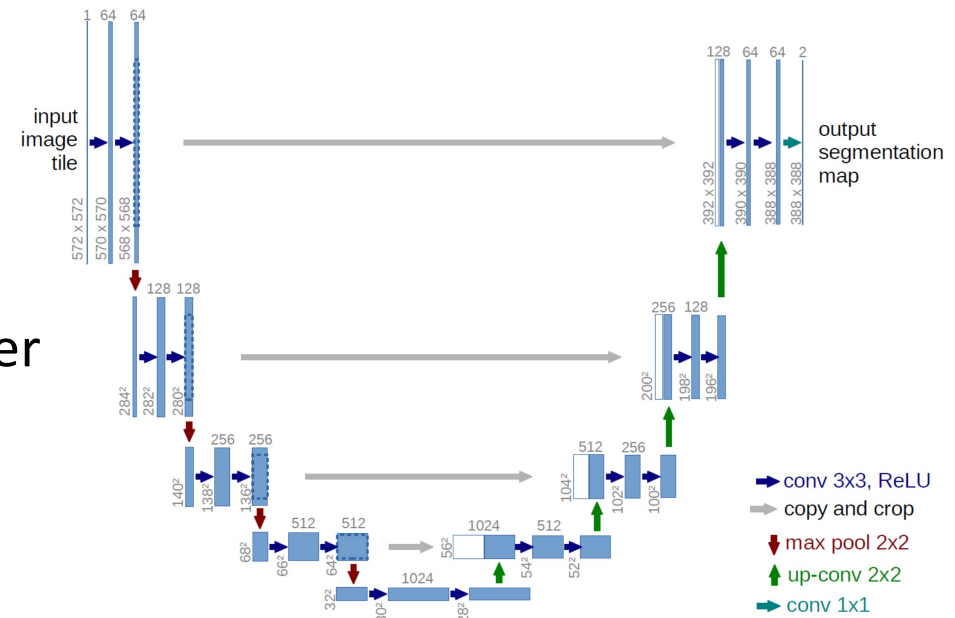 1 64 64
input
image
tile
572 x 572
570 x 570
568 x 568
128 64 64 2
392 x 392
390 x 390
388 x 388
388 x 388
output
segmentation
map
128 128
284²
282²
280²
256 128
200²
198²
196²
256 256
140²
138²
136²
512 256
104²
102²
100²
512 512
68²
66²
64²
1024 512
56²
54²
52²
1024
32²
conv 3x3, ReLU
copy and crop
max pool 2x2
up-conv 2x2
conv 1x1